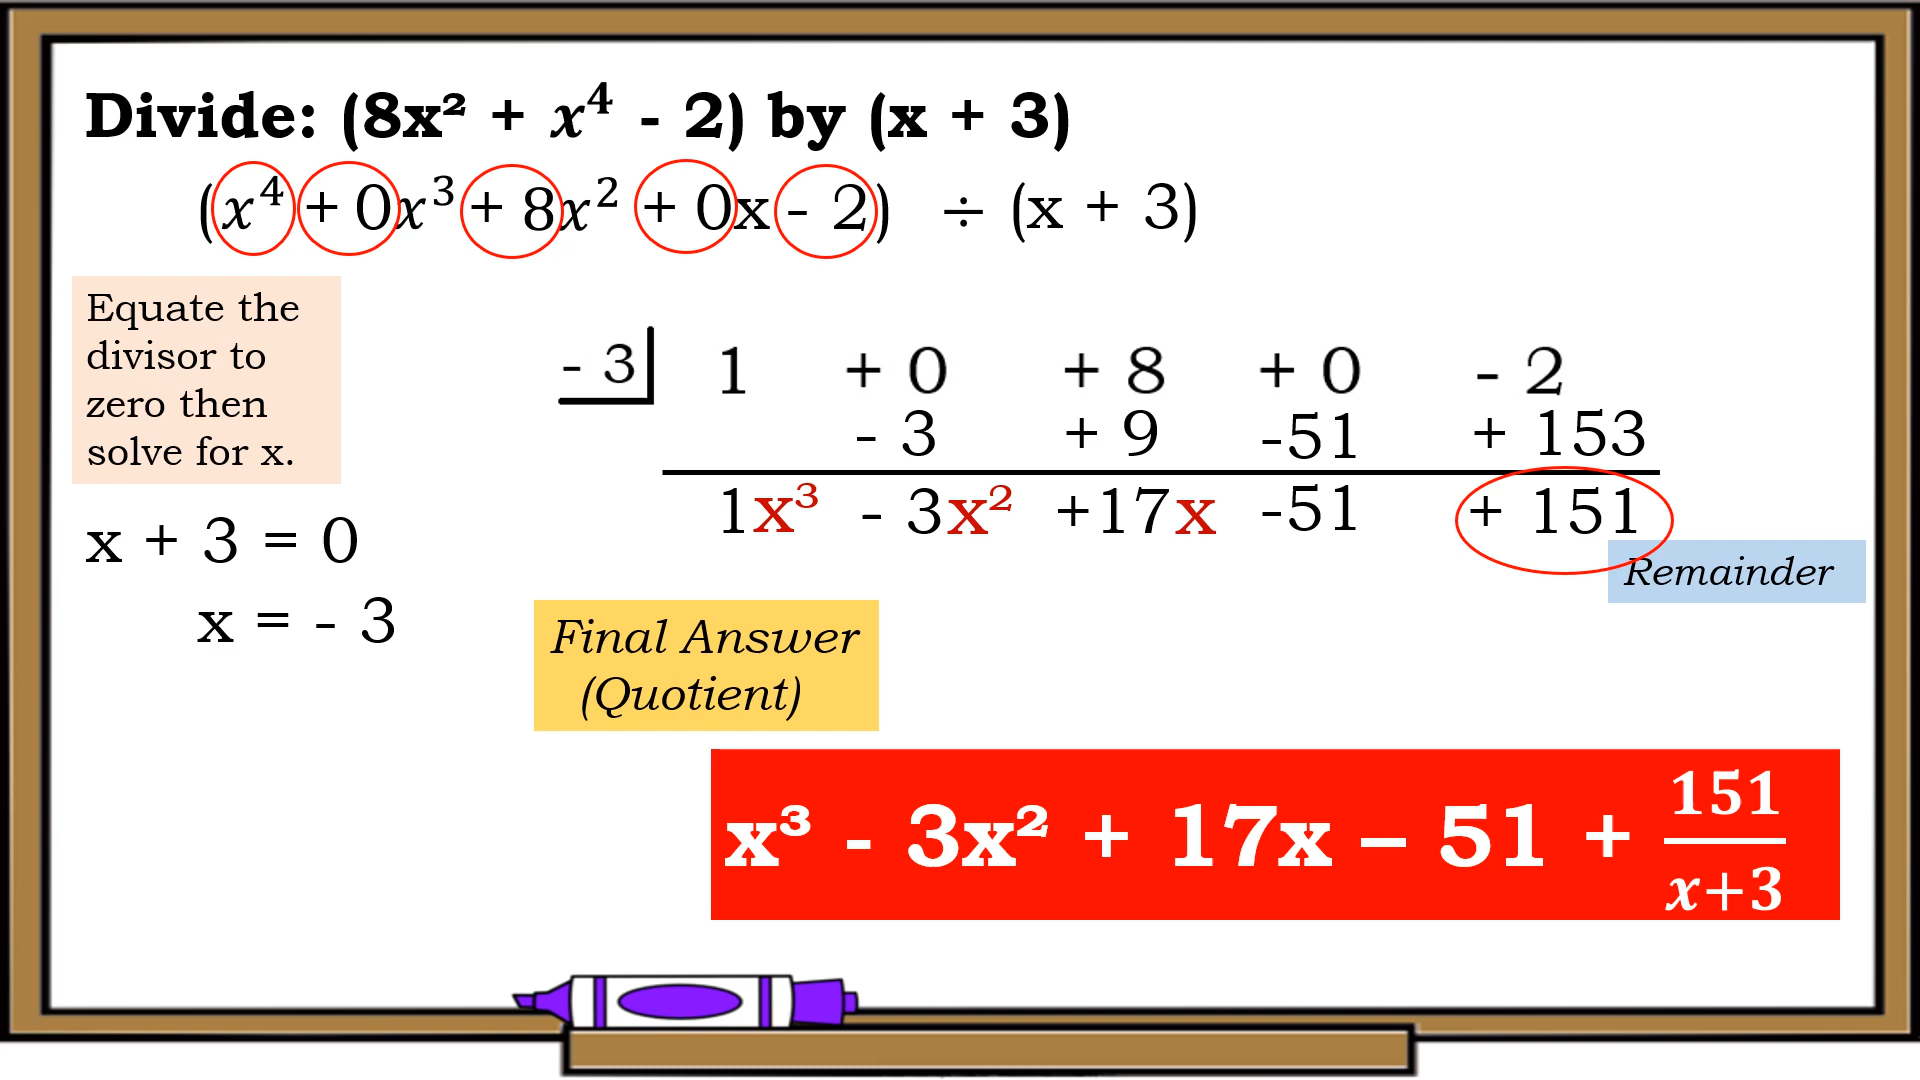 Divide: (8x² + x⁴ - 2) by (x + 3)
(x⁴ + 0x³ + 8x² + 0x - 2) ÷ (x + 3)
Equate the
divisor to
zero then
solve for x.
x + 3 = 0
x = - 3
- 3 1 + 0 + 8 + 0 - 2
- 3 + 9 -51 + 153
1x³ - 3x² +17x -51 + 151
Remainder
Final Answer
(Quotient)
x³ - 3x² + 17x – 51 + 151/x+3